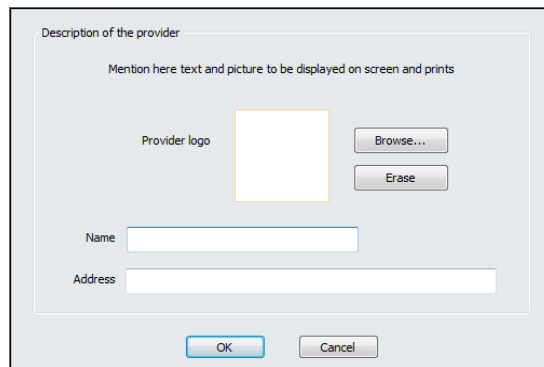 Description of the provider
Mention here text and picture to be displayed on screen and prints
Provider logo
Browse...
Erase
Name
Address
OK
Cancel